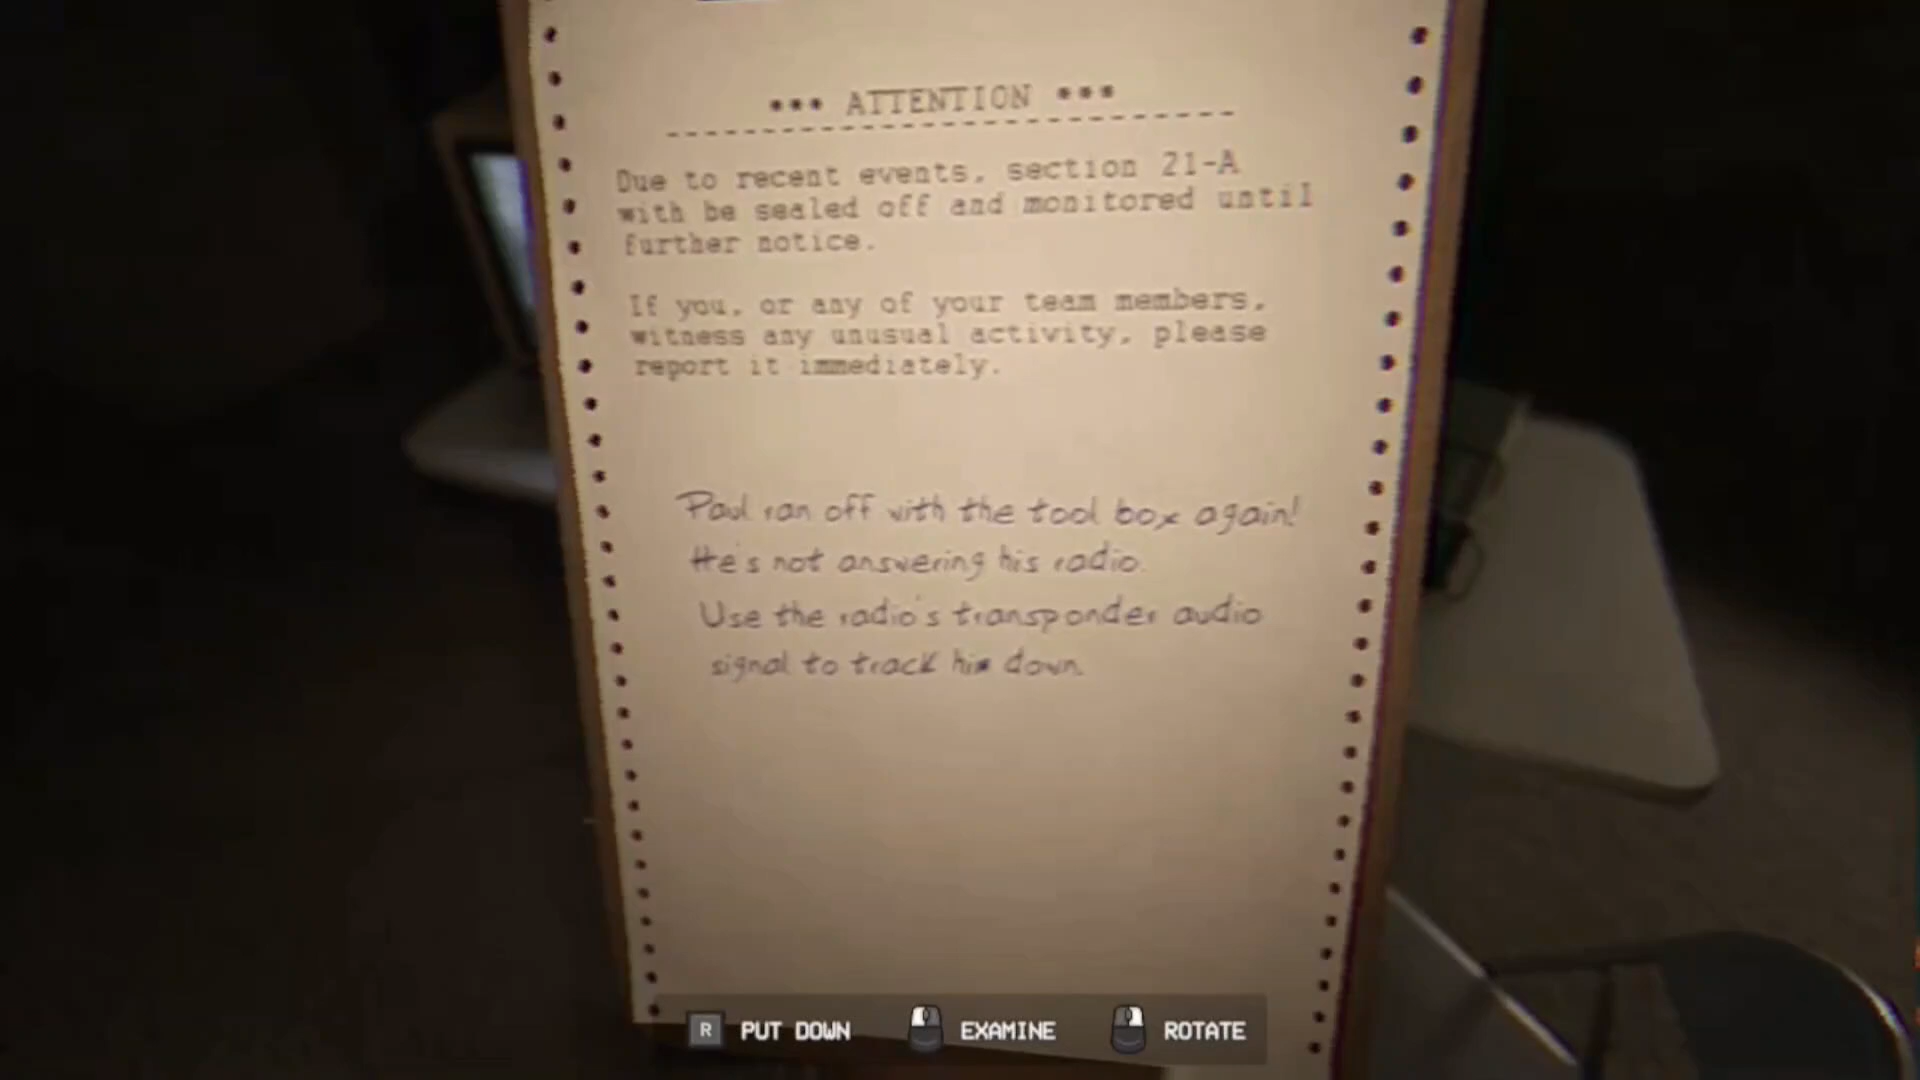 *** ATTENTION ***
------------------------------
Due to recent events, section 21-A
with be sealed off and monitored until
further notice.
If you, or any of your team members,
witness any unusual activity, please
report it immediately.
Paul ran off with the tool box again!
He's not answering his radio.
Use the radio's transponder audio
signal to track him down.
R PUT DOWN EXAMINE ROTATE